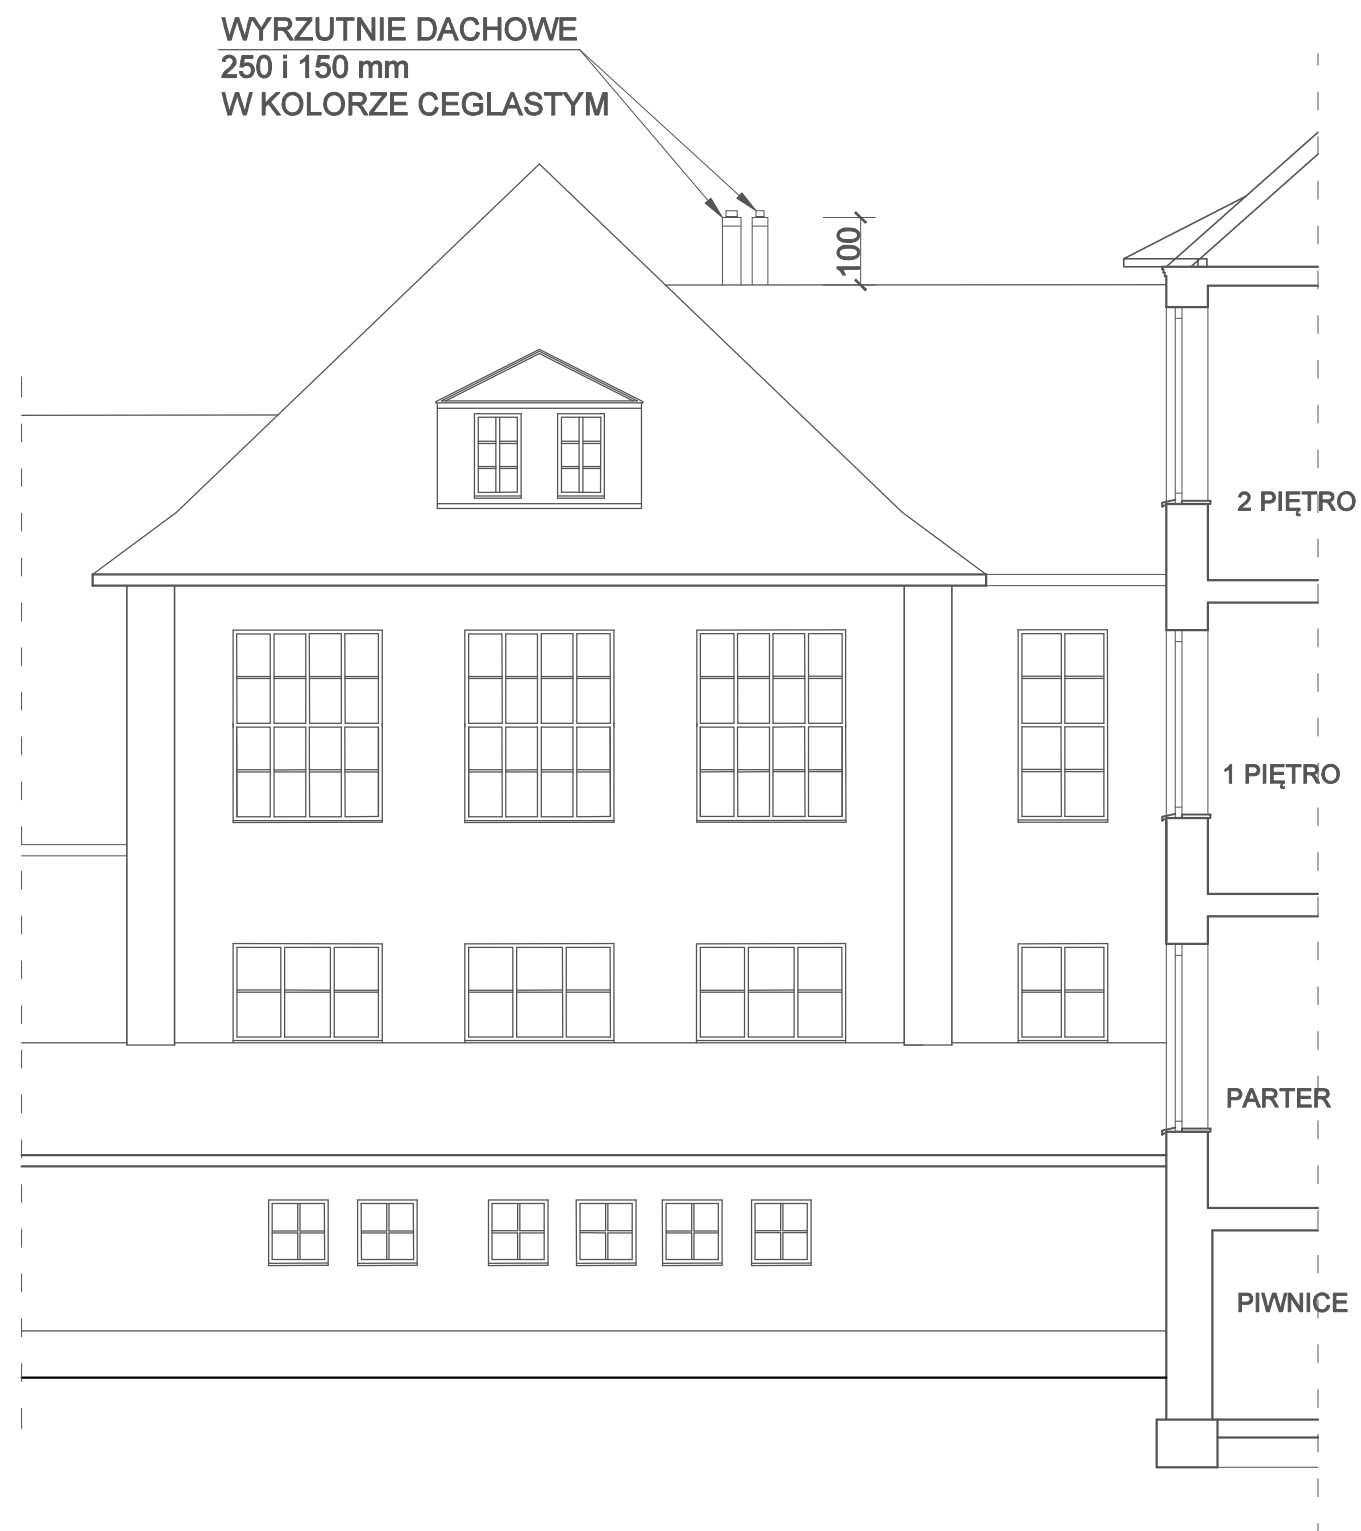 WYRZUTNIE DACHOWE
250 i 150 mm
W KOLORZE CEGLASTYM
100
2 PIĘTRO
1 PIĘTRO
PARTER
PIWNICE